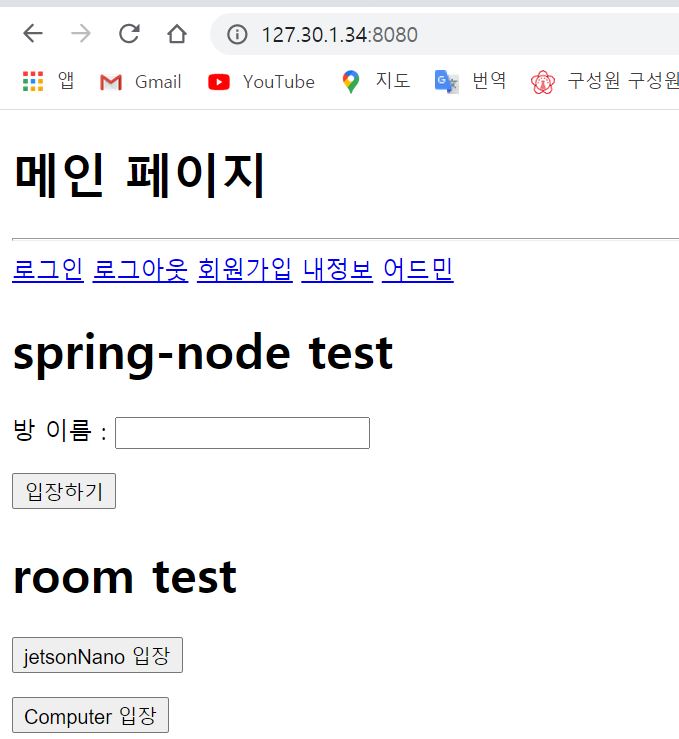 127.30.1.34:8080
앱 Gmail YouTube 지도 번역 구성원 구성원
메인 페이지
로그인 로그아웃 회원가입 내정보 어드민
spring-node test
방 이름 :
입장하기
room test
jetsonNano 입장
Computer 입장